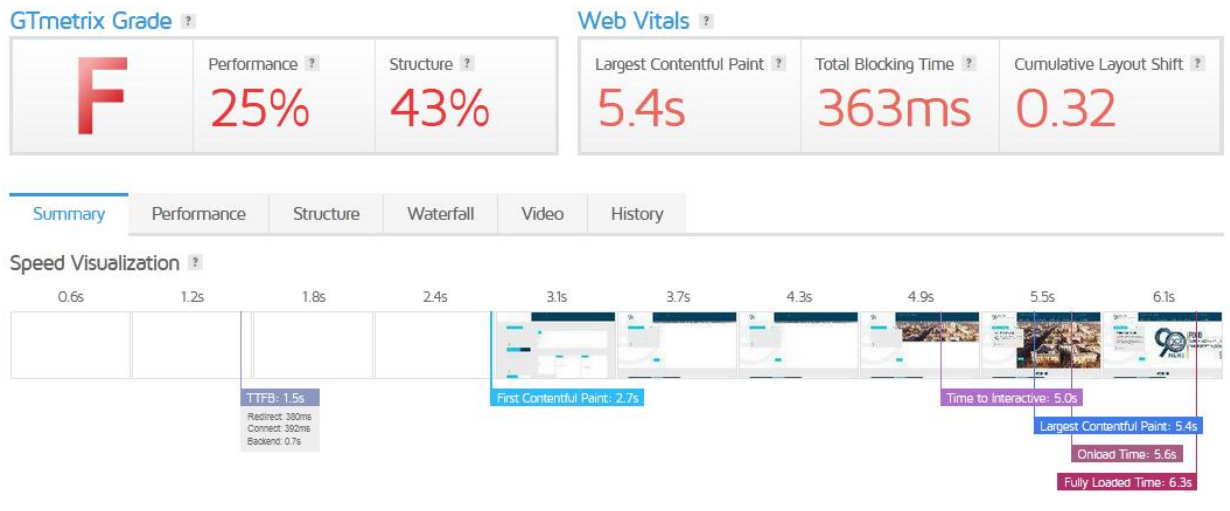 GTmetrix Grade ?
Web Vitals ?
F
Performance ?
25%
Structure ?
43%
Largest Contentful Paint ?
5.4s
Total Blocking Time ?
363ms
Cumulative Layout Shift ?
0.32
Summary
Performance
Structure
Waterfall
Video
History
Speed Visualization ?
0.6s 1.2s 1.8s 2.4s 3.1s 3.7s 4.3s 4.9s 5.5s 6.1s
90
TTFB: 1.5s
Redirect: 380ms
Connect: 392ms
Backend: 0.7s
First Contentful Paint: 2.7s
Time to Interactive: 5.0s
Largest Contentful Paint: 5.4s
Onload Time: 5.6s
Fully Loaded Time: 6.3s